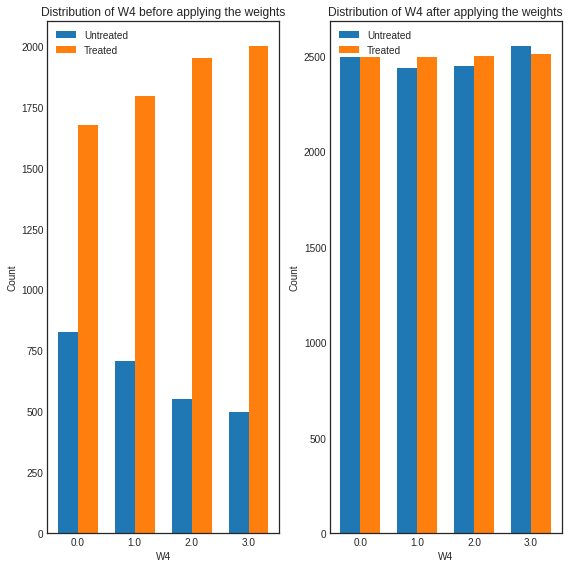 Distribution of W4 before applying the weights
Untreated
Treated
2000
1750
1500
1250
1000
750
500
250
0
Count
0.0 1.0 2.0 3.0
W4
Distribution of W4 after applying the weights
Untreated
Treated
2500
2000
1500
1000
500
0
Count
0.0 1.0 2.0 3.0
W4